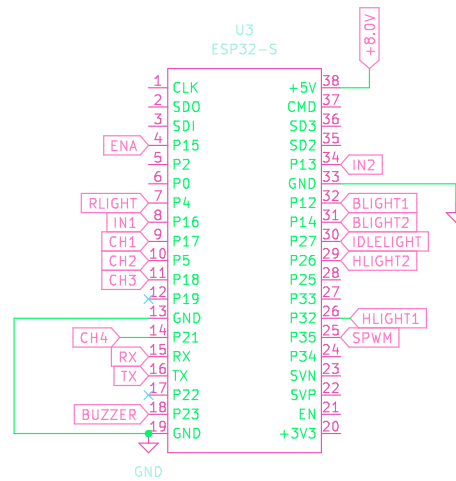 U3
ESP32-S
+8.0V
1 CLK +5V 38
2 SDO CMD 37
3 SDI SD3 36
ENA 4 P15 SD2 35
5 P2 P13 34 IN2
6 P0 GND 33
RLIGHT 7 P4 P12 32 BLIGHT1
IN1 8 P16 P14 31 BLIGHT2
CH1 9 P17 P27 30 IDLELIGHT
CH2 10 P5 P26 29 HLIGHT2
CH3 11 P18 P25 28
12 P19 P33 27
13 GND P32 26 HLIGHT1
CH4 14 P21 P35 25 SPWM
RX 15 RX P34 24
TX 16 TX SVN 23
17 P22 SVP 22
BUZZER 18 P23 EN 21
19 GND +3V3 20
GND